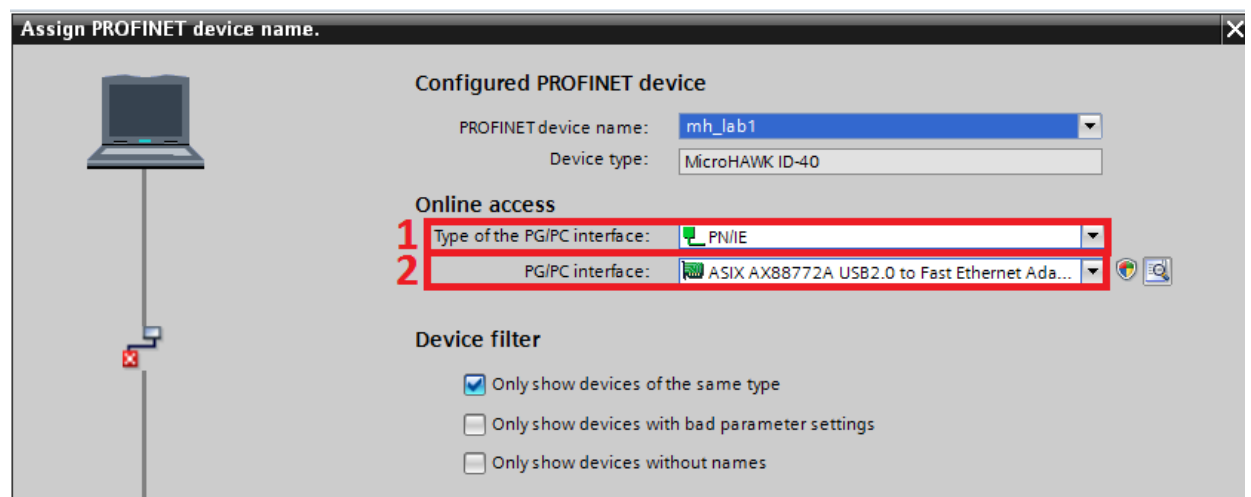 Assign PROFINET device name.
Configured PROFINET device
PROFINET device name: mh_lab1
Device type: MicroHAWK ID-40
Online access
1 Type of the PG/PC interface: PN/IE
2 PG/PC interface: ASIX AX88772A USB2.0 to Fast Ethernet Ada...
Device filter
Only show devices of the same type
Only show devices with bad parameter settings
Only show devices without names